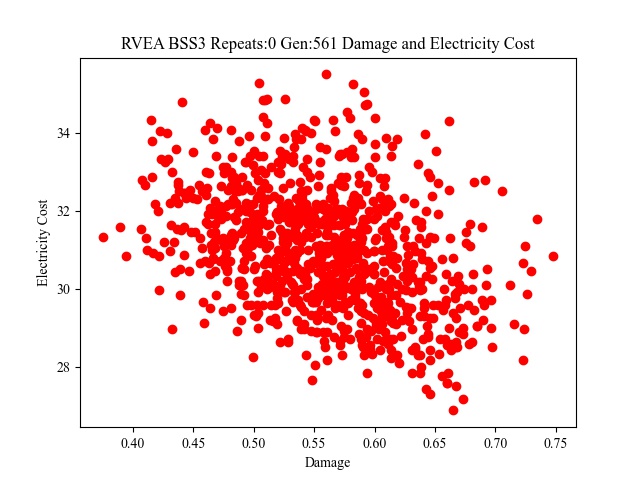 RVEA BSS3 Repeats:0 Gen:561 Damage and Electricity Cost
34
32
30
28
Electricity Cost
0.40 0.45 0.50 0.55 0.60 0.65 0.70 0.75
Damage